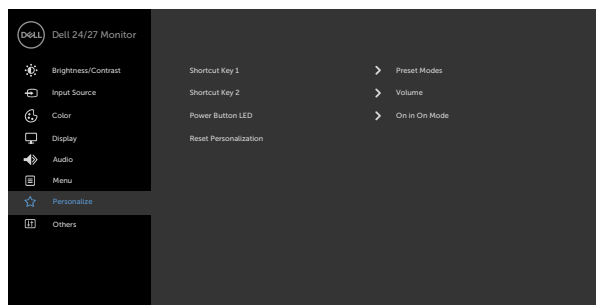 DELL Dell 24/27 Monitor
Brightness/Contrast Shortcut Key 1 Preset Modes
Input Source Shortcut Key 2 Volume
Color Power Button LED On in On Mode
Display Reset Personalization
Audio
Menu
Personalize
Others